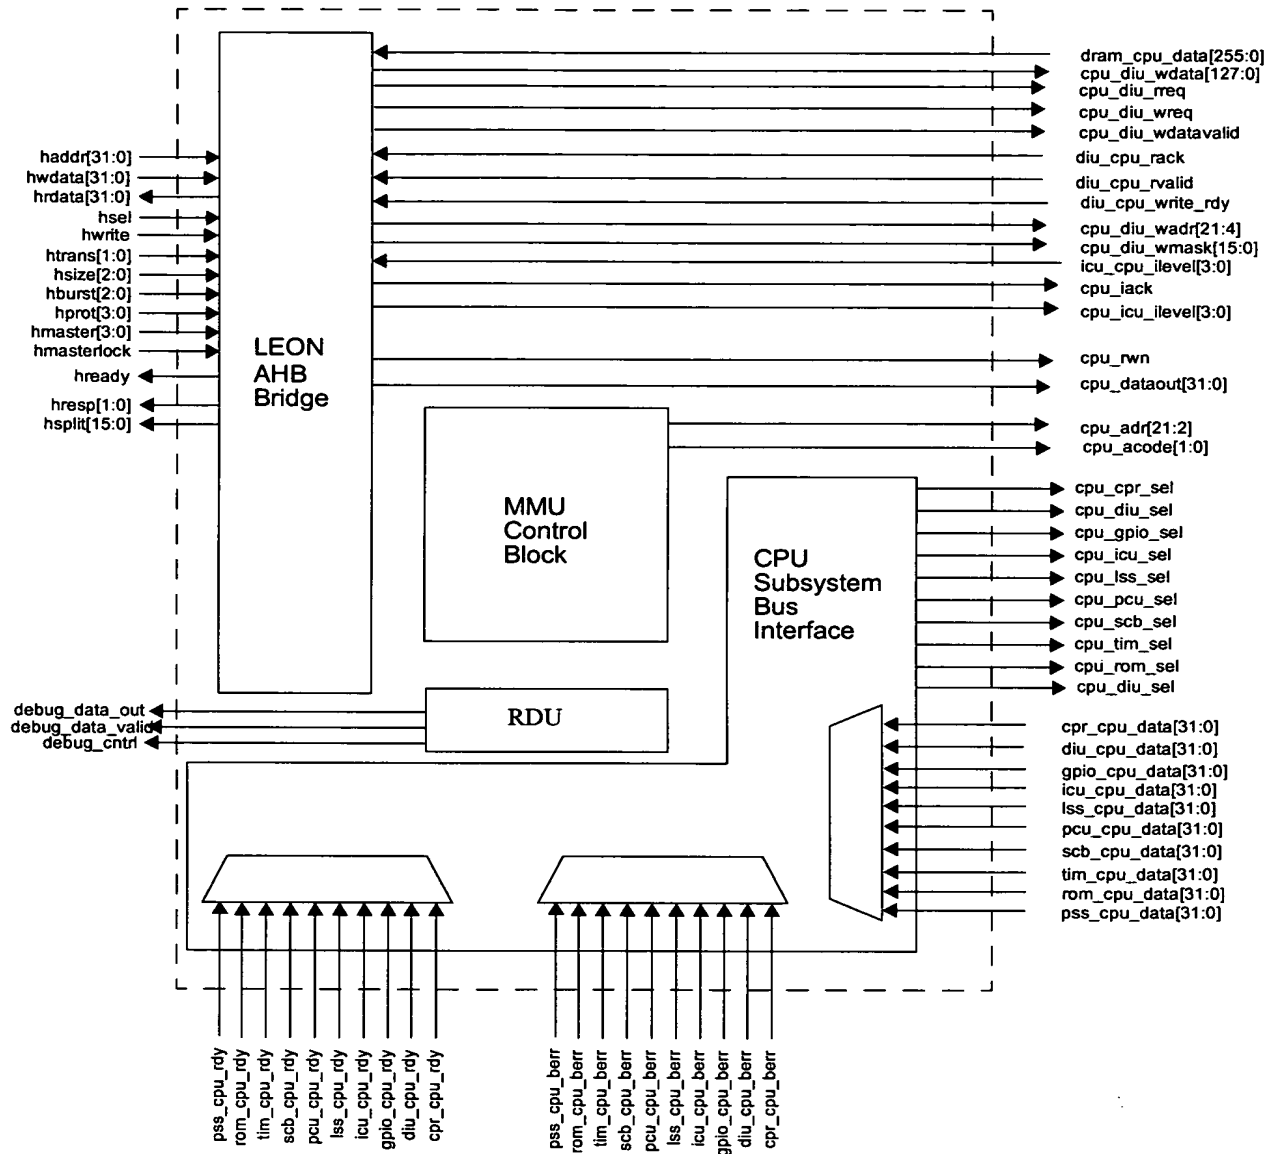 haddr[31:0]
hwdata[31:0]
hrdata[31:0]
hsel
hwrite
htrans[1:0]
hsize[2:0]
hburst[2:0]
hprot[3:0]
hmaster[3:0]
hmasterlock
hready
hresp[1:0]
hsplit[15:0]
LEON
AHB
Bridge
dram_cpu_data[255:0]
cpu_diu_wdata[127:0]
cpu_diu_rreq
cpu_diu_wreq
cpu_diu_wdatavalid
diu_cpu_rack
diu_cpu_rvalid
diu_cpu_write_rdy
cpu_diu_wadr[21:4]
cpu_diu_wmask[15:0]
icu_cpu_ilevel[3:0]
cpu_iack
cpu_icu_ilevel[3:0]
cpu_rwn
cpu_dataout[31:0]
cpu_adr[21:2]
cpu_acode[1:0]
MMU
Control
Block
CPU
Subsystem
Bus
Interface
cpu_cpr_sel
cpu_diu_sel
cpu_gpio_sel
cpu_icu_sel
cpu_lss_sel
cpu_pcu_sel
cpu_scb_sel
cpu_tim_sel
cpu_rom_sel
cpu_diu_sel
debug_data_out
debug_data_valid
debug_cntrl
RDU
cpr_cpu_data[31:0]
diu_cpu_data[31:0]
gpio_cpu_data[31:0]
icu_cpu_data[31:0]
lss_cpu_data[31:0]
pcu_cpu_data[31:0]
scb_cpu_data[31:0]
tim_cpu_data[31:0]
rom_cpu_data[31:0]
pss_cpu_data[31:0]
pss_cpu_rdy
rom_cpu_rdy
tim_cpu_rdy
scb_cpu_rdy
pcu_cpu_rdy
lss_cpu_rdy
icu_cpu_rdy
gpio_cpu_rdy
diu_cpu_rdy
cpr_cpu_rdy
pss_cpu_berr
rom_cpu_berr
tim_cpu_berr
scb_cpu_berr
pcu_cpu_berr
lss_cpu_berr
icu_cpu_berr
gpio_cpu_berr
diu_cpu_berr
cpr_cpu_berr